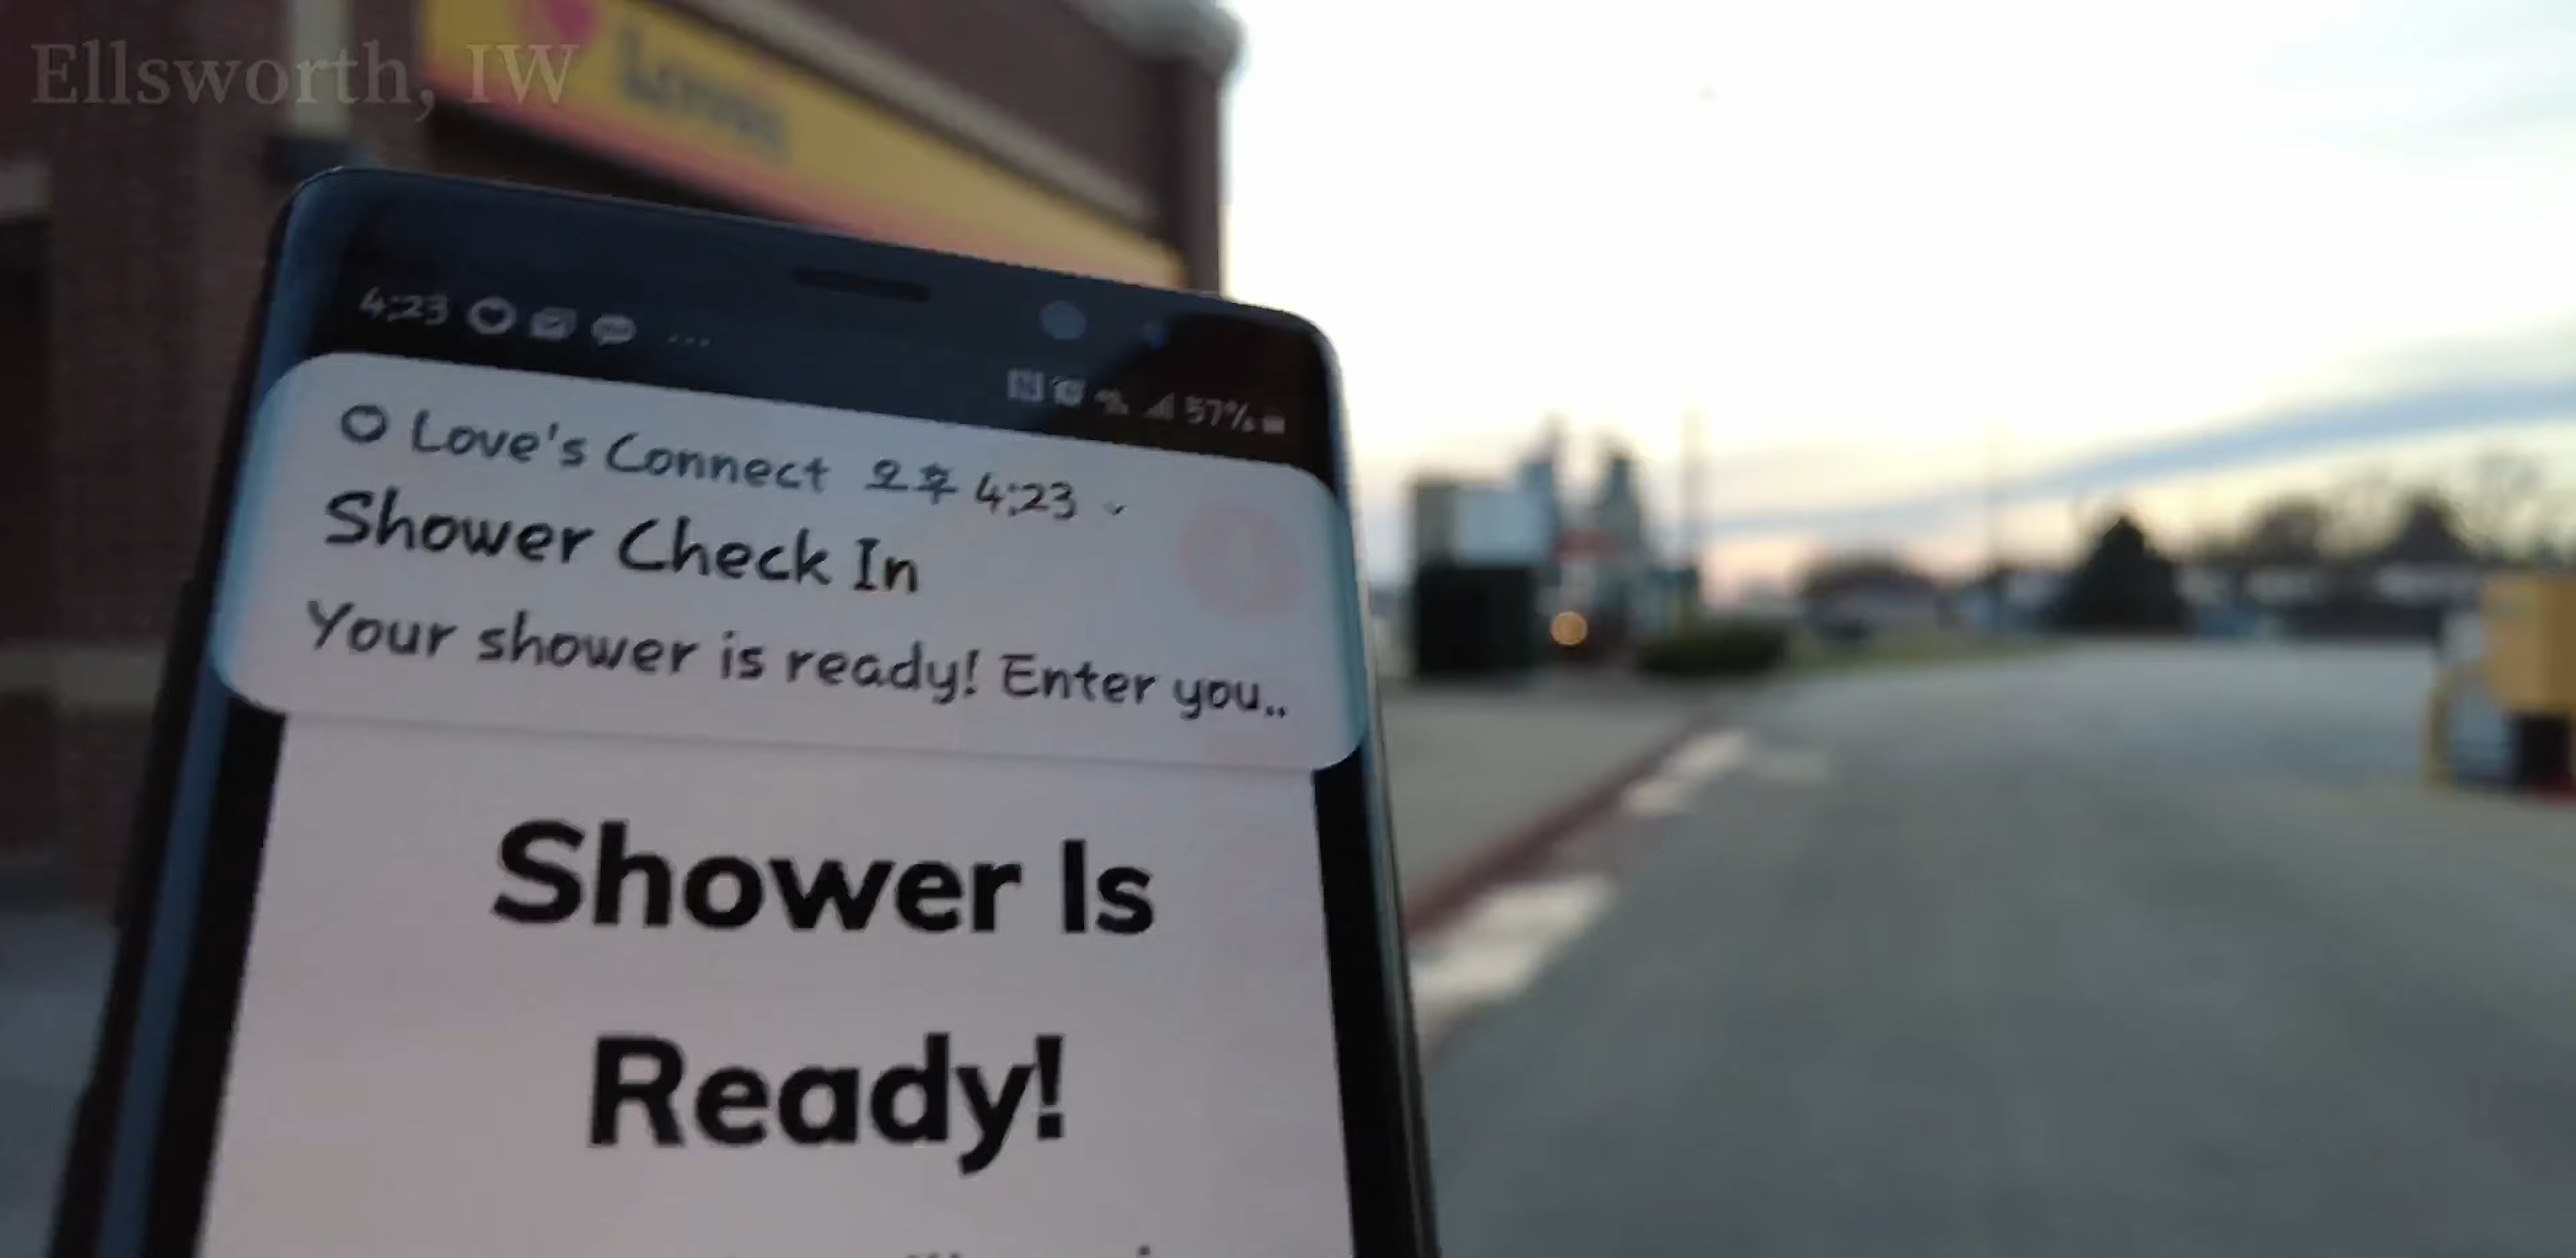 Ellsworth, IW
Love's
4:23 ...
57%
Love's Connect 오후 4:23
Shower Check In
Your shower is ready! Enter you..
Shower Is
Ready!